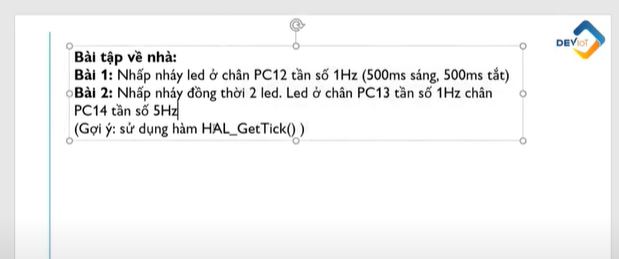 DEVIOT
Bài tập về nhà:
Bài 1: Nhấp nháy led ở chân PC12 tần số 1Hz (500ms sáng, 500ms tắt)
Bài 2: Nhấp nháy đồng thời 2 led. Led ở chân PC13 tần số 1Hz chân
PC14 tần số 5Hz
(Gợi ý: sử dụng hàm HAL_GetTick() )